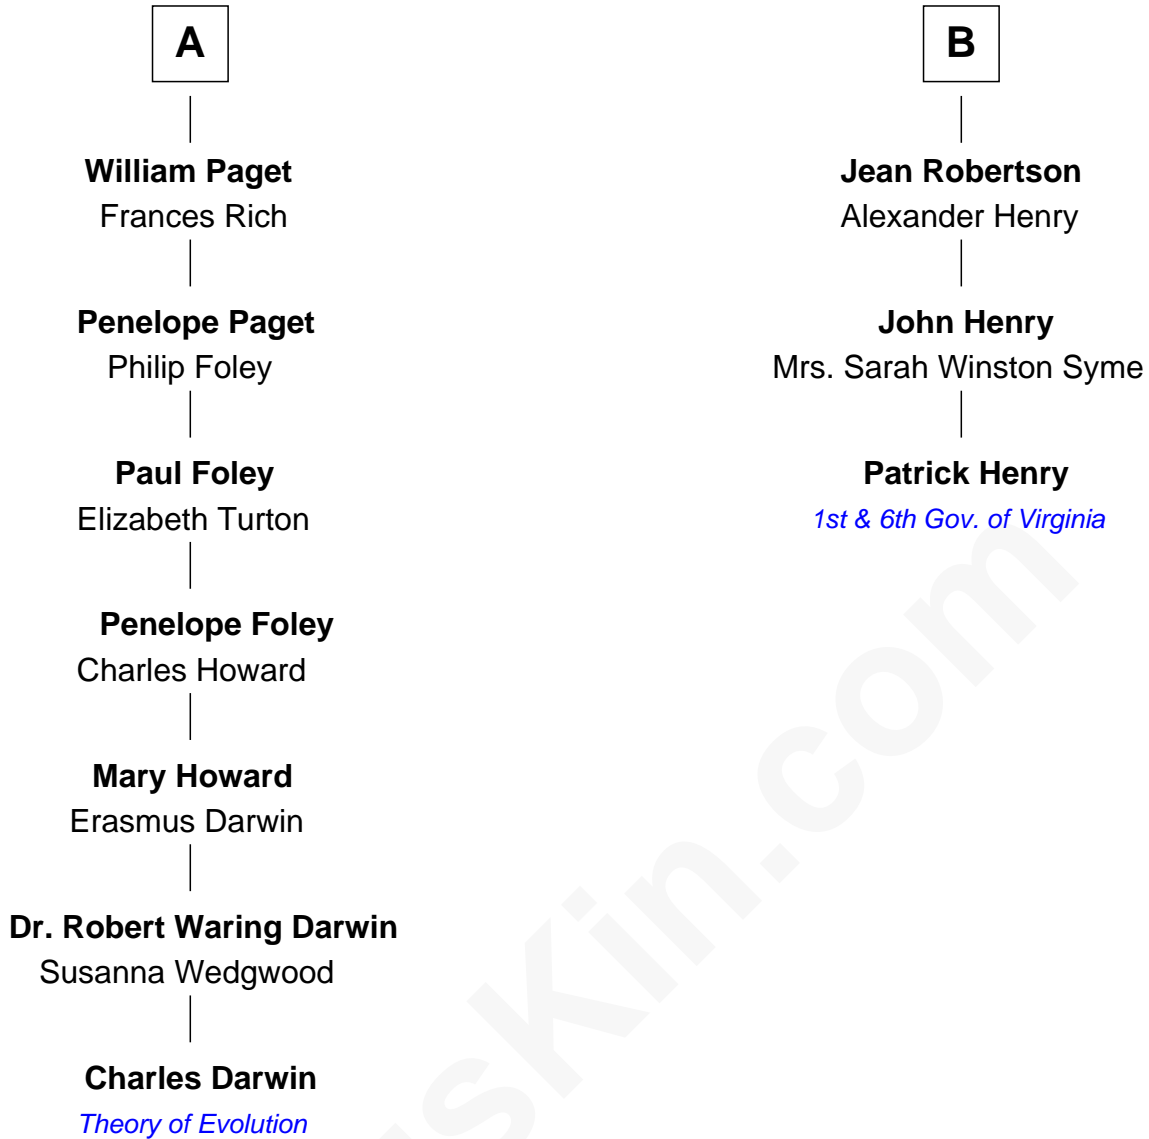 A
William Paget
Frances Rich
Penelope Paget
Philip Foley
Paul Foley
Elizabeth Turton
Penelope Foley
Charles Howard
Mary Howard
Erasmus Darwin
Dr. Robert Waring Darwin
Susanna Wedgwood
Charles Darwin
Theory of Evolution
B
Jean Robertson
Alexander Henry
John Henry
Mrs. Sarah Winston Syme
Patrick Henry
1st & 6th Gov. of Virginia